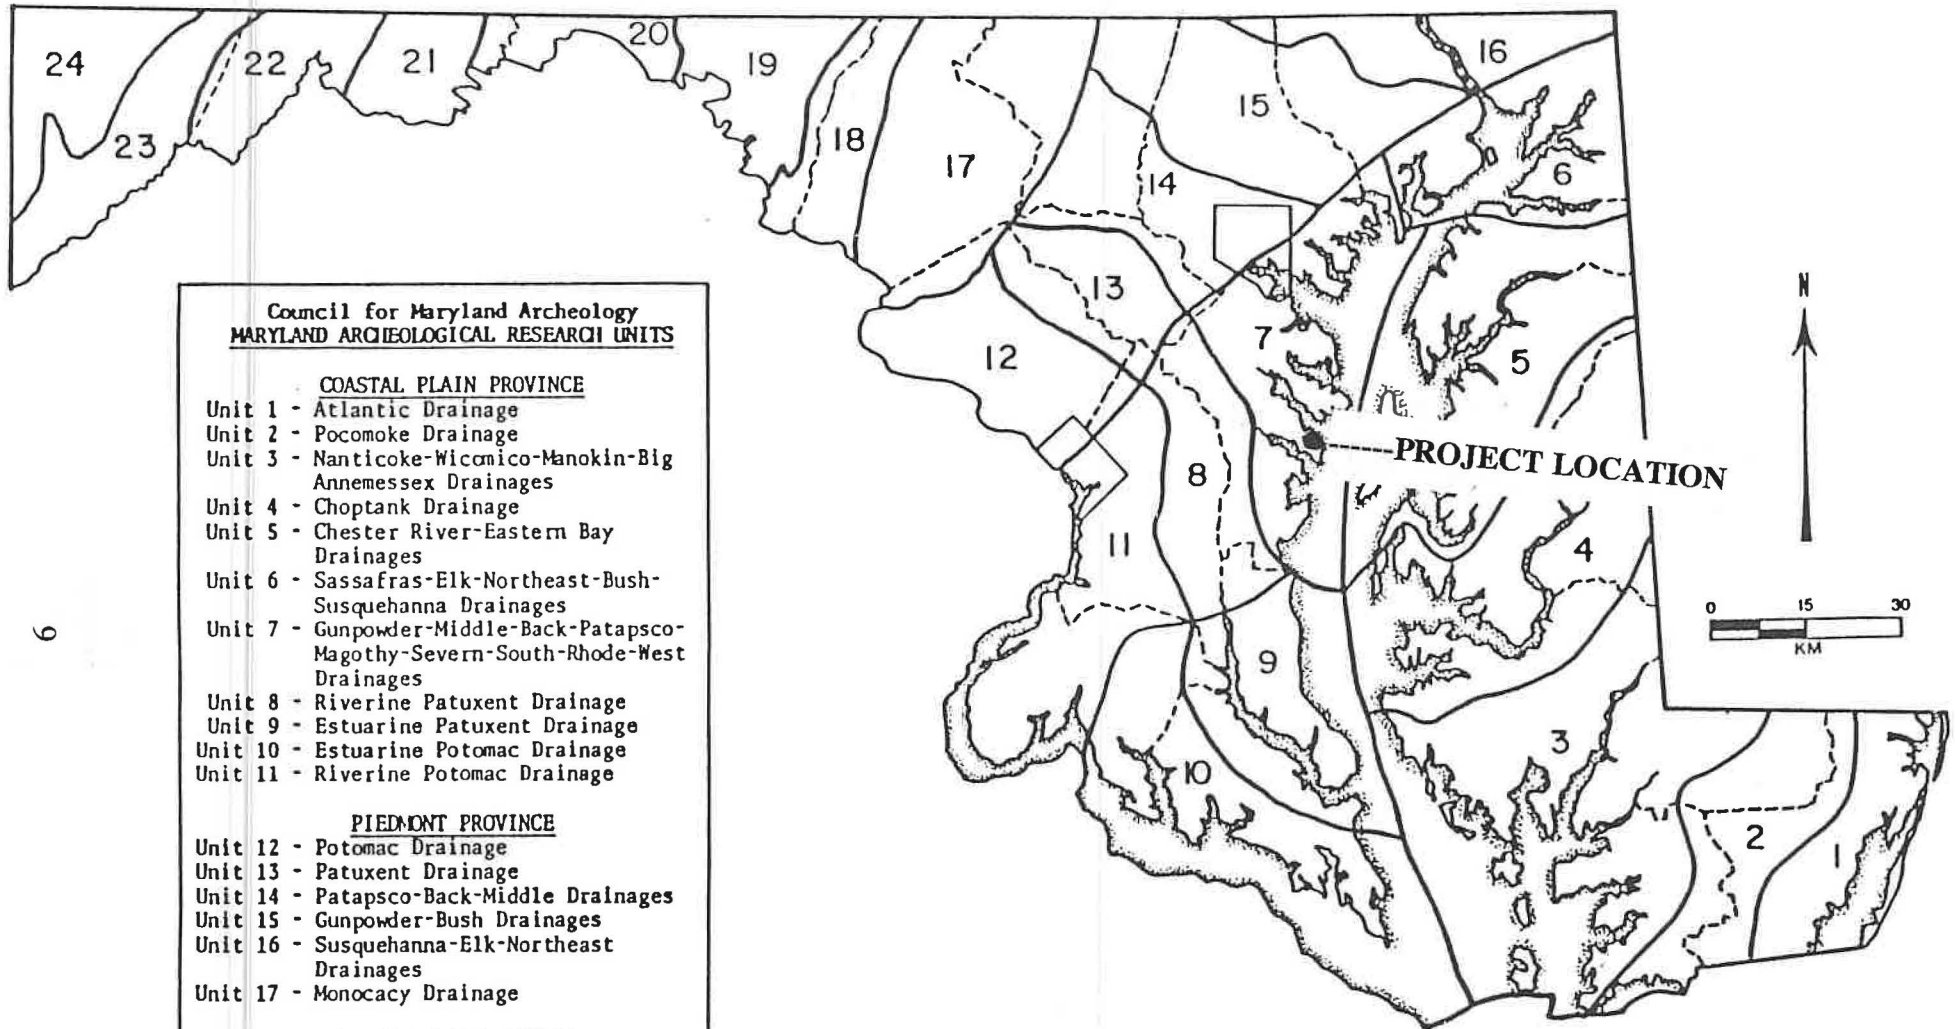 24
23
22
21
20
19
18
17
16
15
14
13
12
11
10
9
8
7
6
5
4
3
2
1
PROJECT LOCATION
N
0 15 30
KM
6
Council for Maryland Archeology
MARYLAND ARCHEOLOGICAL RESEARCH UNITS
COASTAL PLAIN PROVINCE
Unit 1 - Atlantic Drainage
Unit 2 - Pocomoke Drainage
Unit 3 - Nanticoke-Wicomico-Manokin-Big
Annemessex Drainages
Unit 4 - Choptank Drainage
Unit 5 - Chester River-Eastern Bay
Drainages
Unit 6 - Sassafras-Elk-Northeast-Bush-
Susquehanna Drainages
Unit 7 - Gunpowder-Middle-Back-Patapsco-
Magothy-Severn-South-Rhode-West
Drainages
Unit 8 - Riverine Patuxent Drainage
Unit 9 - Estuarine Patuxent Drainage
Unit 10 - Estuarine Potomac Drainage
Unit 11 - Riverine Potomac Drainage
PIEDMONT PROVINCE
Unit 12 - Potomac Drainage
Unit 13 - Patuxent Drainage
Unit 14 - Patapsco-Back-Middle Drainages
Unit 15 - Gunpowder-Bush Drainages
Unit 16 - Susquehanna-Elk-Northeast
Drainages
Unit 17 - Monocacy Drainage